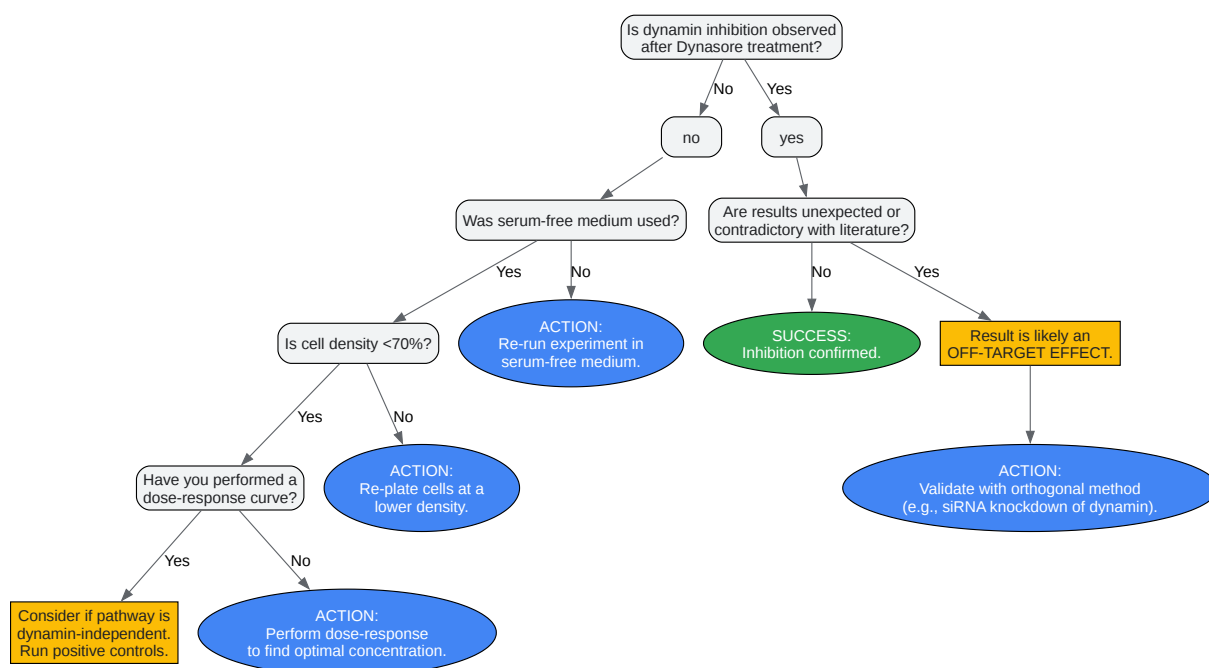 Is dynamin inhibition observed
after Dynasore treatment?
No
Yes
no
yes
Was serum-free medium used?
Are results unexpected or
contradictory with literature?
Yes
No
No
Yes
Is cell density <70%?
ACTION:
Re-run experiment in
serum-free medium.
SUCCESS:
Inhibition confirmed.
Result is likely an
OFF-TARGET EFFECT.
Yes
No
Have you performed a
dose-response curve?
ACTION:
Re-plate cells at a
lower density.
ACTION:
Validate with orthogonal method
(e.g., siRNA knockdown of dynamin).
Yes
No
Consider if pathway is
dynamin-independent.
Run positive controls.
ACTION:
Perform dose-response
to find optimal concentration.